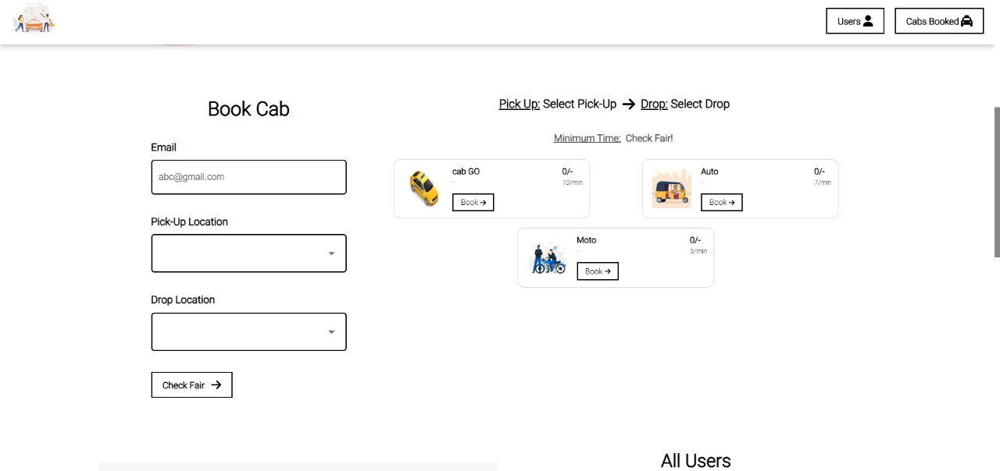 Users
Cabs Booked
Book Cab
Email
abc@gmail.com
Pick-Up Location
Drop Location
Check Fair
Pick Up: Select Pick-Up → Drop: Select Drop
Minimum Time: Check Fair!
cab GO 0/-
- 10/min
Book →
Auto 0/-
- 7/min
Book →
Moto 0/-
- 5/min
Book →
All Users